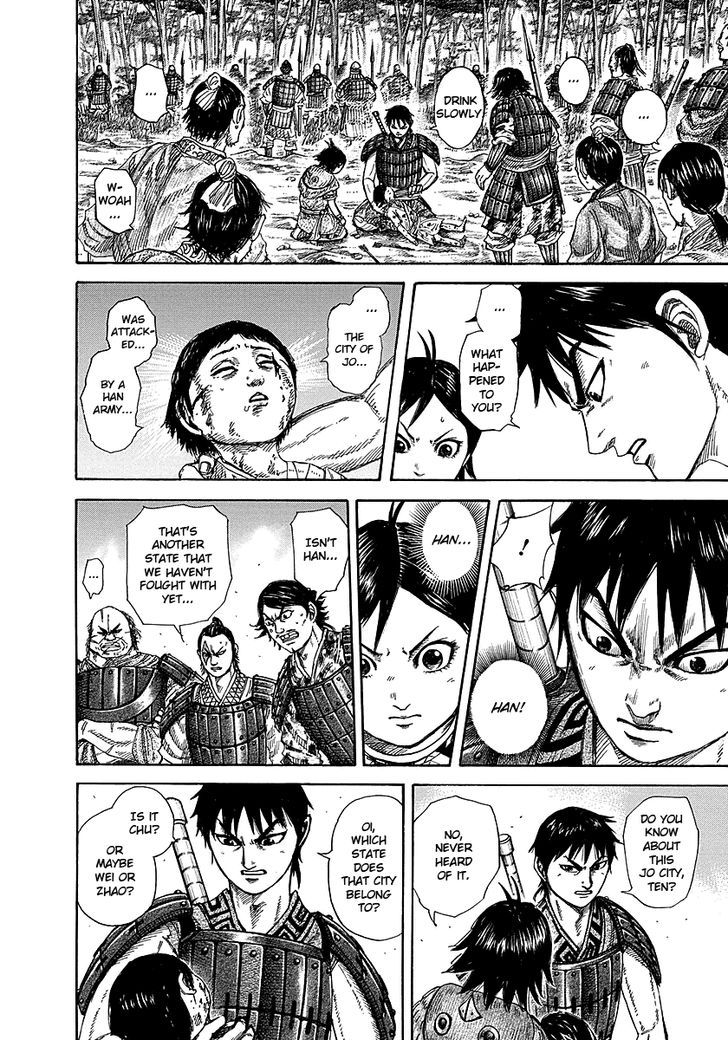 ...
...
DRINK
SLOWLY
...
W-
WOAH
...
...
WHAT
HAP-
PENED
TO
YOU?
...
THE
CITY OF
JO...
WAS
ATTACK-
ED...
BY A
HAN
ARMY...
!
HAN!
HAN...
ISN'T
HAN...
THAT'S
ANOTHER
STATE THAT
WE HAVEN'T
FOUGHT WITH
YET...
...
DO YOU
KNOW
ABOUT
THIS
JO CITY,
TEN?
NO,
NEVER
HEARD
OF IT.
OI,
WHICH
STATE
DOES
THAT CITY
BELONG
TO?
IS IT
CHU?
OR
MAYBE
WEI OR
ZHAO?